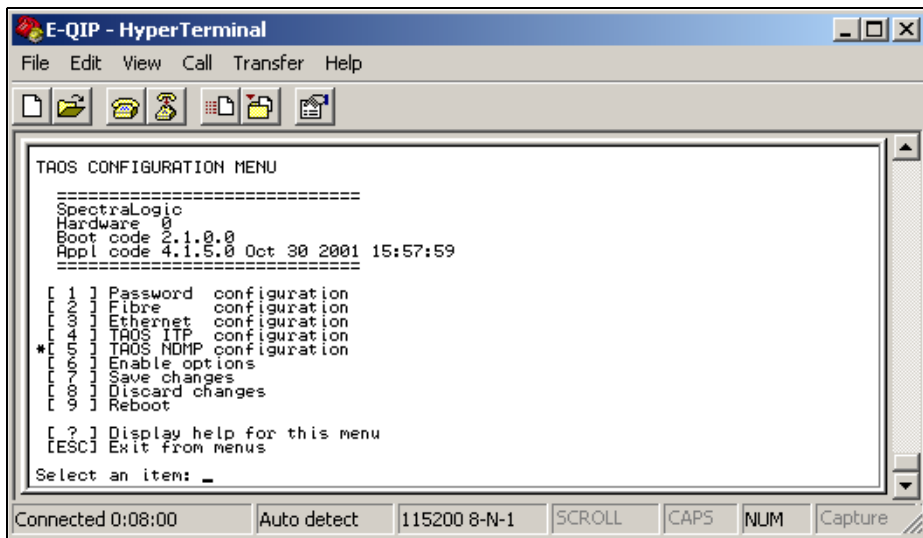 E-QIP - HyperTerminal
File Edit View Call Transfer Help
TAOS CONFIGURATION MENU
==============================
SpectraLogic
Hardware 0
Boot code 2.1.0.0
Appl code 4.1.5.0 Oct 30 2001 15:57:59
==============================
[ 1 ] Password configuration
[ 2 ] Fibre configuration
[ 3 ] Ethernet configuration
[ 4 ] TAOS ITP configuration
*[ 5 ] TAOS NDMP configuration
[ 6 ] Enable options
[ 7 ] Save changes
[ 8 ] Discard changes
[ 9 ] Reboot
[ ? ] Display help for this menu
[ESC] Exit from menus
Select an item: _
Connected 0:08:00 Auto detect 115200 8-N-1 SCROLL CAPS NUM Capture